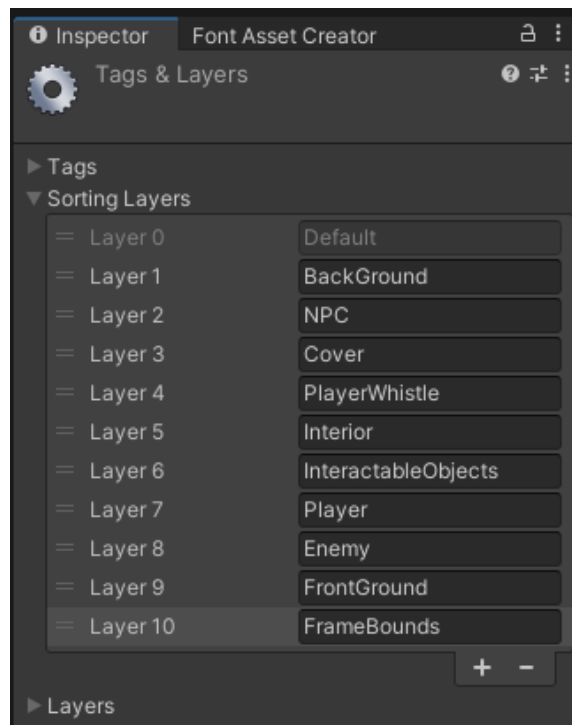 Inspector Font Asset Creator
Tags & Layers
Tags
Sorting Layers
Layer 0 Default
Layer 1 BackGround
Layer 2 NPC
Layer 3 Cover
Layer 4 PlayerWhistle
Layer 5 Interior
Layer 6 InteractableObjects
Layer 7 Player
Layer 8 Enemy
Layer 9 FrontGround
Layer 10 FrameBounds
+ -
Layers